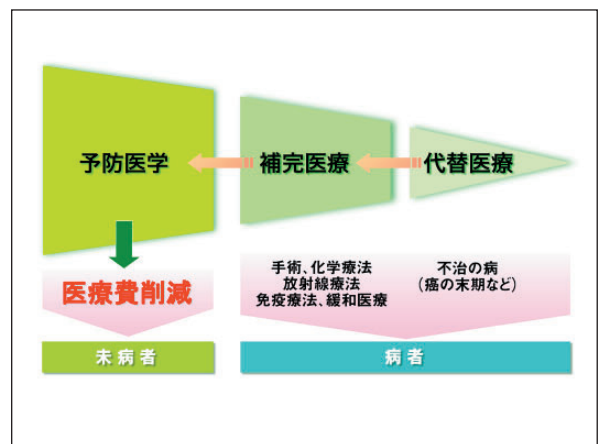 予防医学
補完医療
代替医療
医療費削減
手術、化学療法
放射線療法
免疫療法、緩和医療
不治の病
(癌の末期など)
未病者
病者